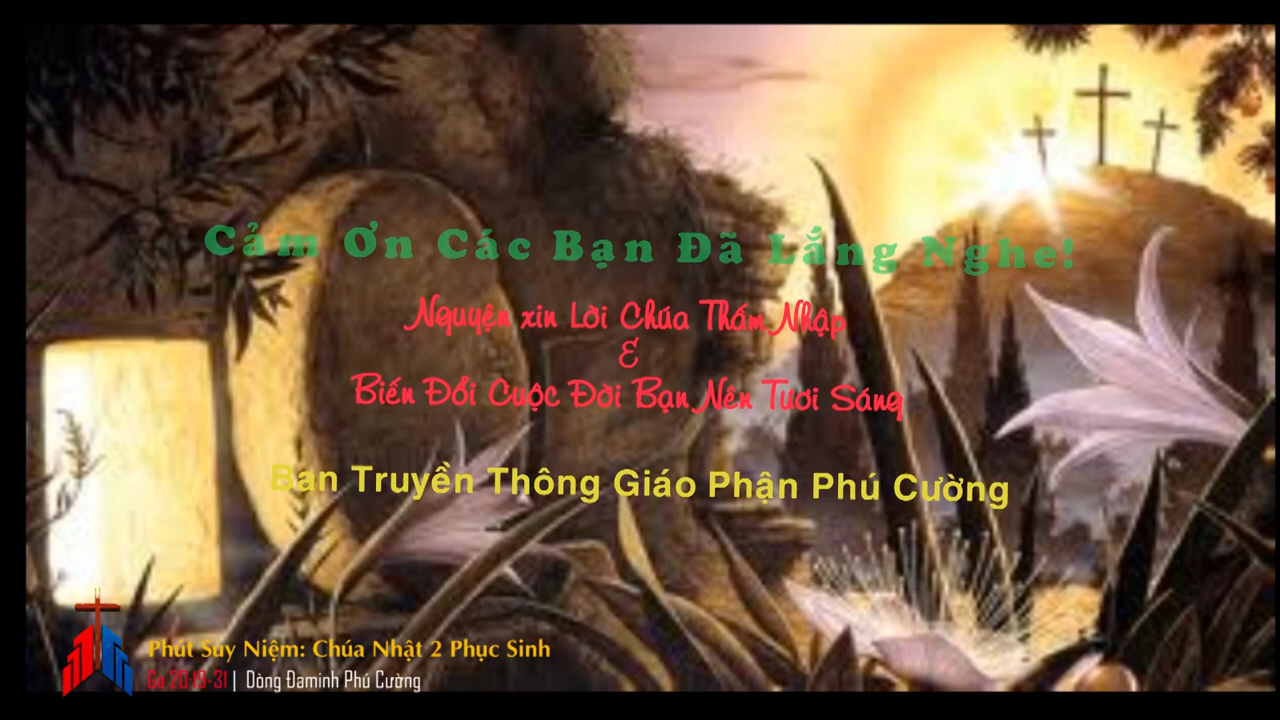 Cảm Ơn Các Bạn Đã Lắng Nghe!
Nguyện xin Lời Chúa Thấm Nhập
&
Biến Đổi Cuộc Đời Bạn Nên Tươi Sáng
Ban Truyền Thông Giáo Phận Phú Cường
Phút Suy Niệm: Chúa Nhật 2 Phục Sinh
Ga 20:19-31 | Dòng Đaminh Phú Cường